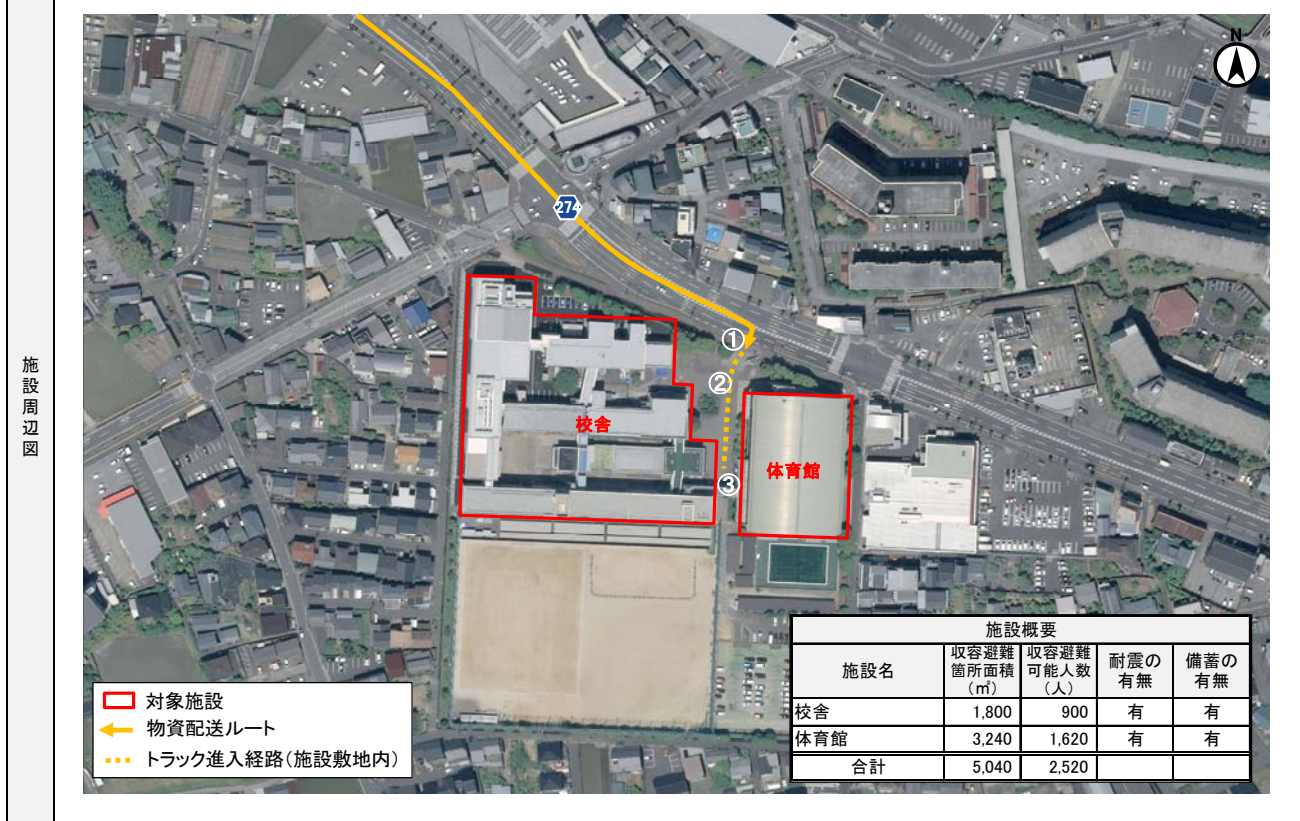 施設周辺図
N
274
①
②
校舎
体育館
③
対象施設
物資配送ルート
トラック進入経路(施設敷地内)
施設概要
施設名 収容避難箇所面積(㎡) 収容避難可能人数(人) 耐震の有無 備蓄の有無
校舎 1,800 900 有 有
体育館 3,240 1,620 有 有
合計 5,040 2,520